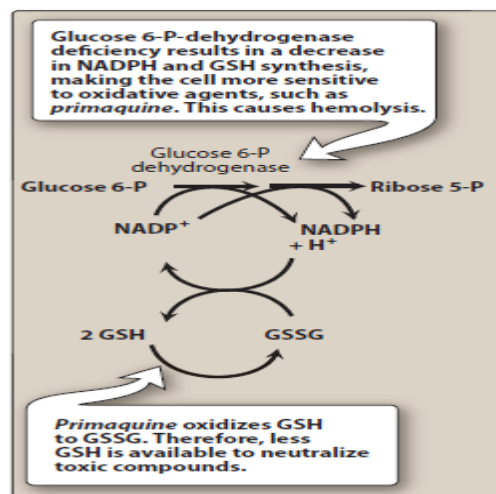 Glucose 6-P-dehydrogenase
deficiency results in a decrease
in NADPH and GSH synthesis,
making the cell more sensitive
to oxidative agents, such as
primaquine. This causes hemolysis.
Glucose 6-P
dehydrogenase
Glucose 6-P
Ribose 5-P
NADP⁺
NADPH
+ H⁺
2 GSH
GSSG
Primaquine oxidizes GSH
to GSSG. Therefore, less
GSH is available to neutralize
toxic compounds.